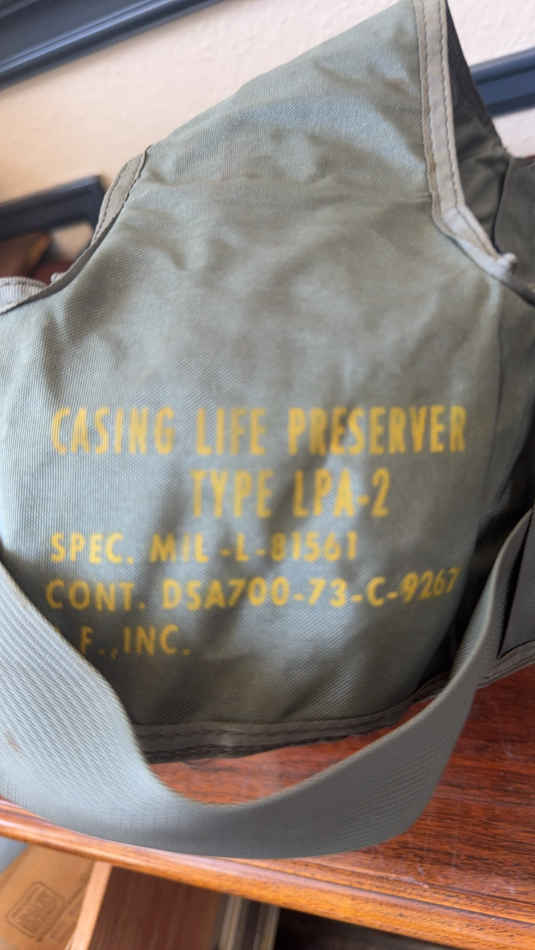 CASING LIFE PRESERVER
TYPE LPA-2
SPEC. MIL-L-81561
CONT. DSA700-73-C-9267
F., INC.